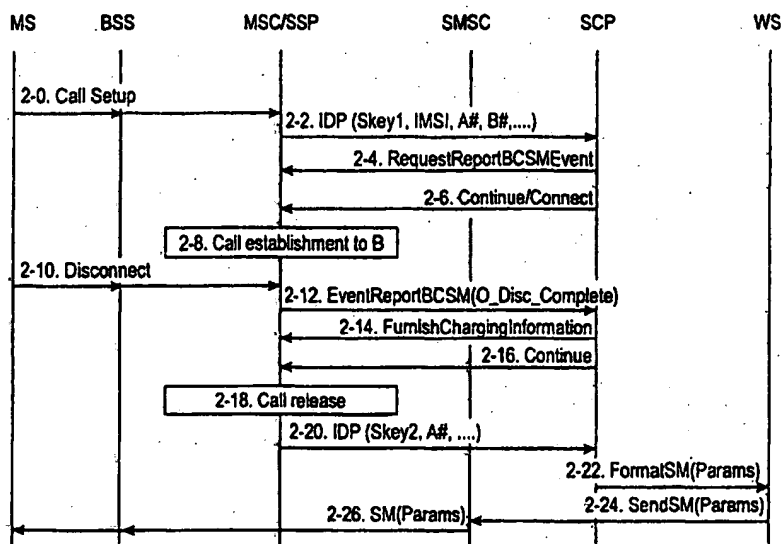 MS BSS MSC/SSP SMSC SCP WS
2-0. Call Setup
2-2. IDP (Skey1, IMSI, A#, B#,....)
2-4. RequestReportBCSMEvent
2-6. Continue/Connect
2-8. Call establishment to B
2-10. Disconnect
2-12. EventReportBCSM(O_Disc_Complete)
2-14. FurnishChargingInformation
2-16. Continue
2-18. Call release
2-20. IDP (Skey2, A#, ....)
2-22. FormatSM(Params)
2-24. SendSM(Params)
2-26. SM(Params)